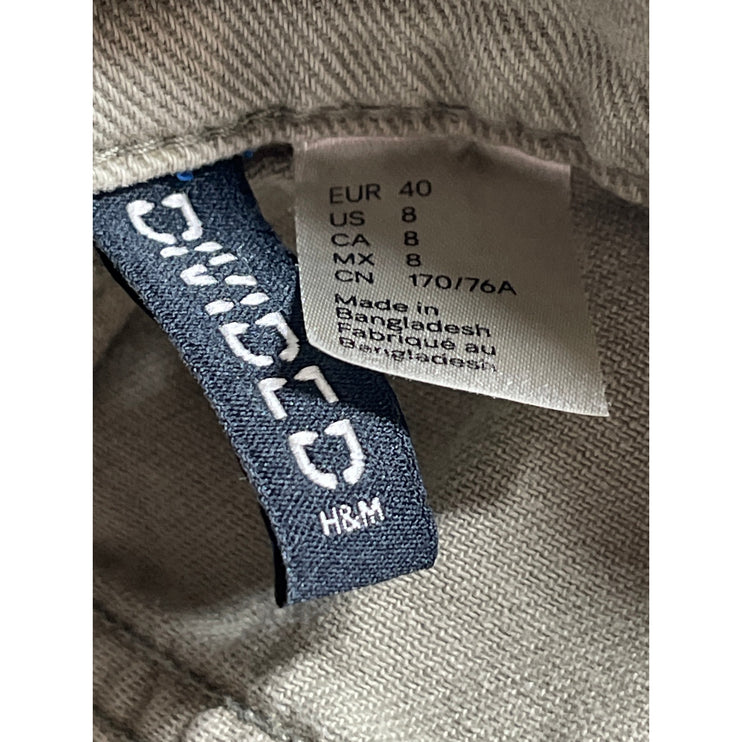 DIVIDED
H&M
EUR 40
US 8
CA 8
MX 8
CN 170/76A
Made in
Bangladesh
Fabriqué au
Bangladesh